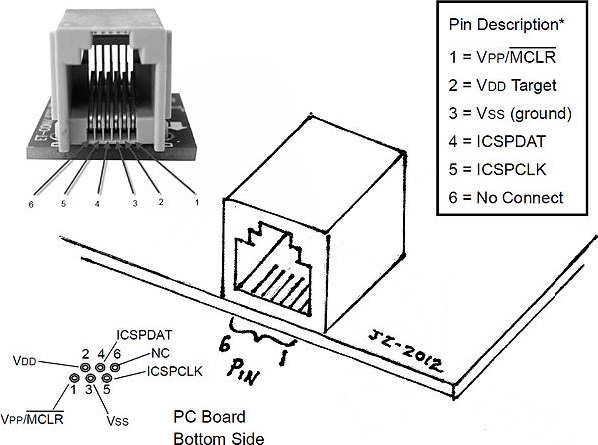 Pin Description*
1 = VPP/MCLR
2 = VDD Target
3 = VSS (ground)
4 = ICSPDAT
5 = ICSPCLK
6 = No Connect
6 5 4 3 2 1
6 1
PIN
JZ-2012
ICSPDAT
VDD 2 4 6 NC
1 3 5 ICSPCLK
VPP/MCLR VSS
PC Board
Bottom Side